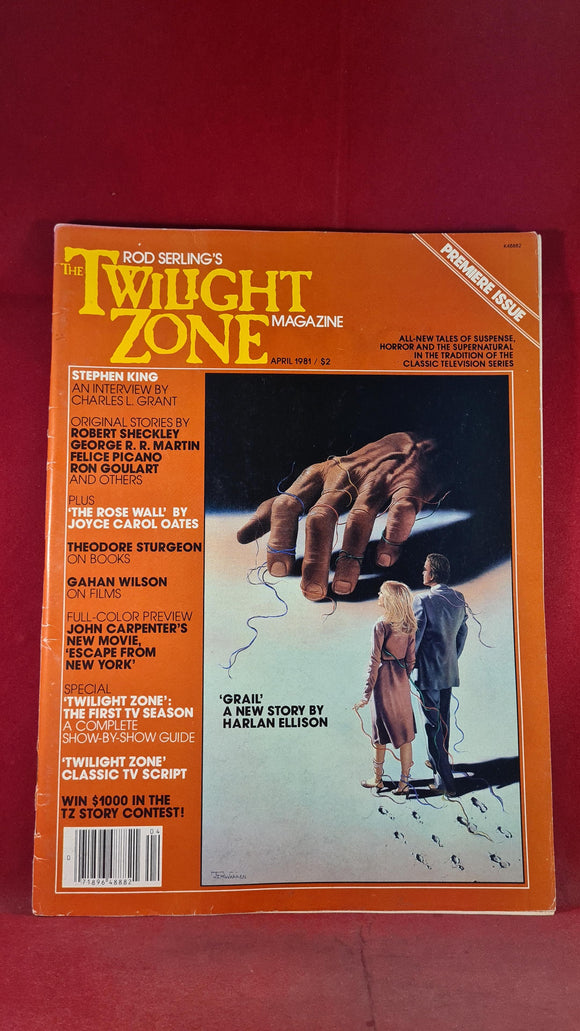 ROD SERLING'S
THE TWILIGHT
ZONE
MAGAZINE
APRIL 1981 / $2
K48882
PREMIERE ISSUE
ALL-NEW TALES OF SUSPENSE,
HORROR AND THE SUPERNATURAL
IN THE TRADITION OF THE
CLASSIC TELEVISION SERIES
STEPHEN KING
AN INTERVIEW BY
CHARLES L. GRANT
ORIGINAL STORIES BY
ROBERT SHECKLEY
GEORGE R. R. MARTIN
FELICE PICANO
RON GOULART
AND OTHERS
PLUS
'THE ROSE WALL' BY
JOYCE CAROL OATES
THEODORE STURGEON
ON BOOKS
GAHAN WILSON
ON FILMS
FULL-COLOR PREVIEW
JOHN CARPENTER'S
NEW MOVIE,
'ESCAPE FROM
NEW YORK'
SPECIAL
'TWILIGHT ZONE':
THE FIRST TV SEASON
A COMPLETE
SHOW-BY-SHOW GUIDE
'TWILIGHT ZONE'
CLASSIC TV SCRIPT
WIN $1000 IN THE
TZ STORY CONTEST!
'GRAIL'
A NEW STORY BY
HARLAN ELLISON
04
0
71896 48882